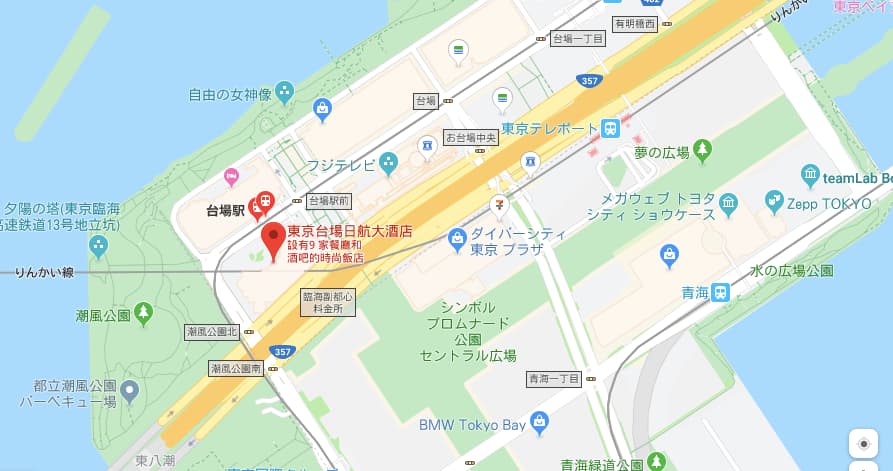 東京ベイ
有明橋西
台場一丁目
りんかい線
357
自由の女神像
台場
東京テレポート
お台場中央
夢の広場
フジテレビ
teamLab Bo
メガウェブ トヨタ
シティ ショウケース
Zepp TOKYO
台場駅前
台場駅
夕陽の塔(東京臨海
高速鉄道13号地立坑)
東京台場日航大酒店
設有9 家餐廳和
酒吧的時尚飯店
ダイバーシティ
東京 プラザ
りんかい線
水の広場公園
青海
臨海副都心
料金所
シンボル
プロムナード
公園
セントラル広場
潮風公園
潮風公園北
357
潮風公園南
青海一丁目
都立潮風公園
バーベキュー場
BMW Tokyo Bay
東八潮
青海緑道公園